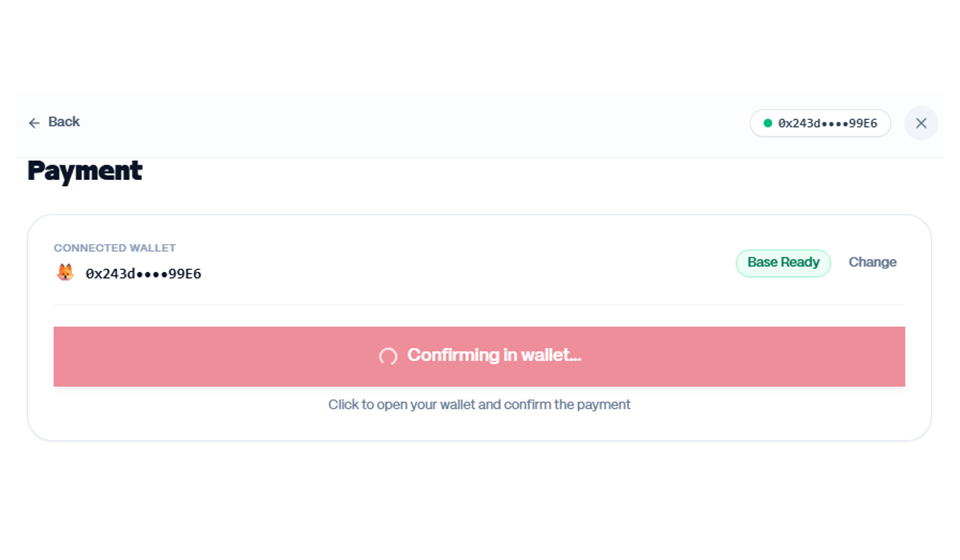 Back
0x243d••••99E6
Payment
CONNECTED WALLET
0x243d••••99E6
Base Ready
Change
Confirming in wallet...
Click to open your wallet and confirm the payment